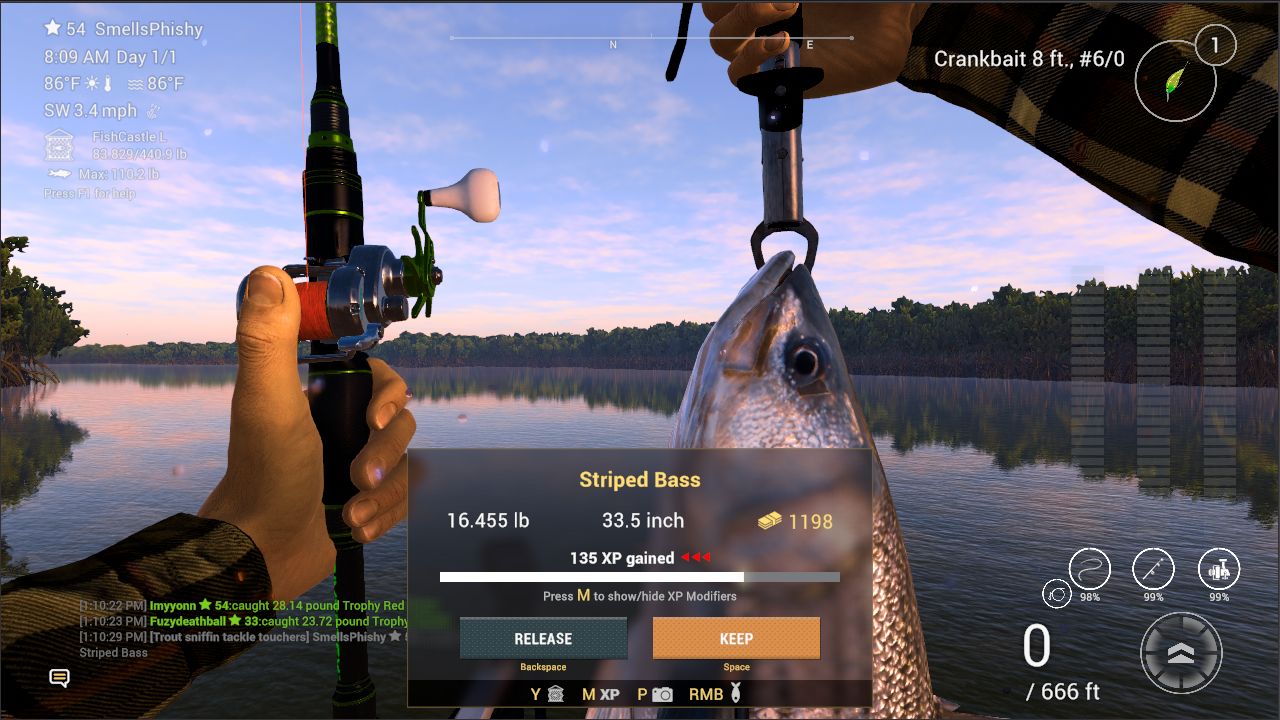 54 SmellsPhishy
8:09 AM Day 1/1
86°F 86°F
SW 3.4 mph
FishCastle L
83.829/440.9 lb
Max: 110.2 lb
Press F1 for help
N E
Crankbait 8 ft., #6/0
1
Striped Bass
16.455 lb 33.5 inch 1198
135 XP gained
Press M to show/hide XP Modifiers
RELEASE KEEP
Backspace Space
Y M XP P RMB
[1:10:22 PM] Imyyonn 54:caught 28.14 pound Trophy Red
[1:10:23 PM] Fuzydeathball 33:caught 23.72 pound Trophy
[1:10:29 PM] [Trout sniffin tackle touchers] SmellsPhishy
Striped Bass
98% 99% 99%
0
/ 666 ft